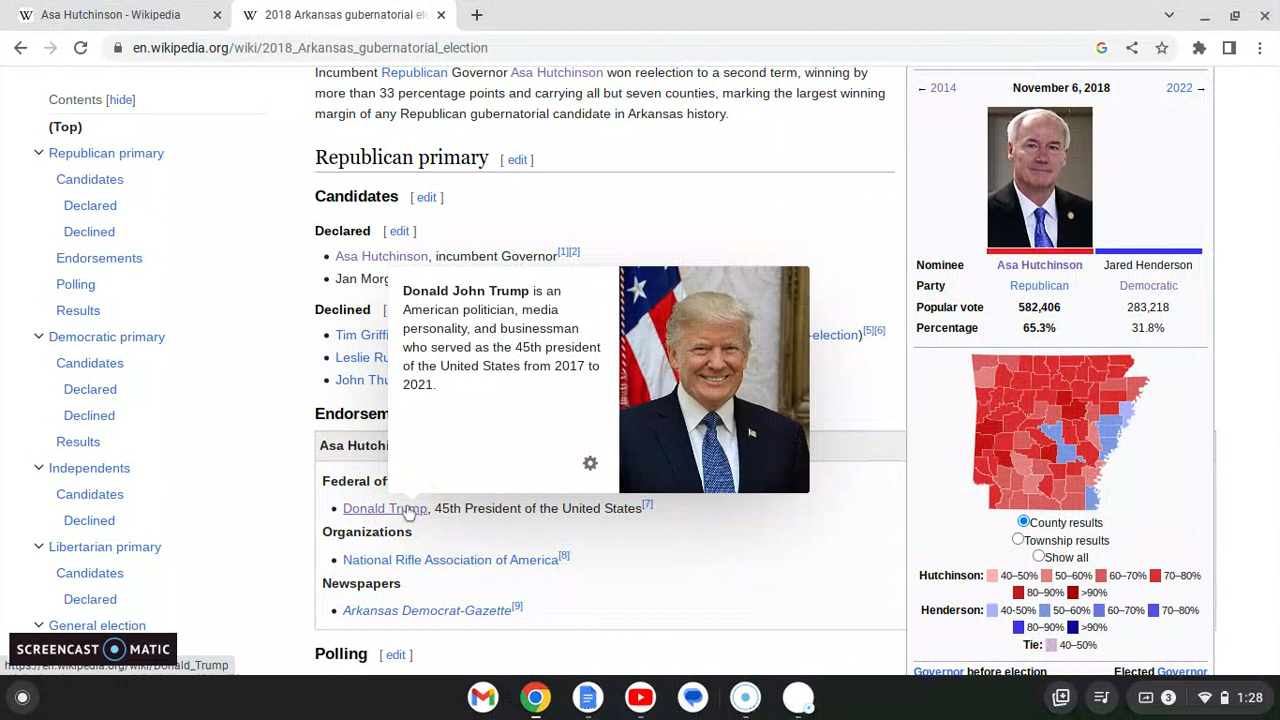 Asa Hutchinson - Wikipedia
2018 Arkansas gubernatorial el
en.wikipedia.org/wiki/2018_Arkansas_gubernatorial_election
Contents [hide]
(Top)
Republican primary
Candidates
Declared
Declined
Endorsements
Polling
Results
Democratic primary
Candidates
Declared
Declined
Results
Independents
Candidates
Declined
Libertarian primary
Candidates
Declared
General election
SCREENCAST MATIC
https://en.wikipedia.org/wiki/Donald_Trump
Incumbent Republican Governor Asa Hutchinson won reelection to a second term, winning by
more than 33 percentage points and carrying all but seven counties, marking the largest winning
margin of any Republican gubernatorial candidate in Arkansas history.
Republican primary [ edit ]
Candidates [ edit ]
Declared [ edit ]
• Asa Hutchinson, incumbent Governor[1][2]
• Jan Morg
Declined
• Tim Griffi
-election)[5][6]
• Leslie Ru
• John Thu
Donald John Trump is an
American politician, media
personality, and businessman
who served as the 45th president
of the United States from 2017 to
2021.
Endorsem
Asa Hutchi
Federal of
• Donald Trump, 45th President of the United States[7]
Organizations
• National Rifle Association of America[8]
Newspapers
• Arkansas Democrat-Gazette[9]
Polling [ edit ]
← 2014 November 6, 2018 2022 →
Nominee Asa Hutchinson Jared Henderson
Party Republican Democratic
Popular vote 582,406 283,218
Percentage 65.3% 31.8%
County results
Township results
Show all
Hutchinson: 40–50% 50–60% 60–70% 70–80%
80–90% >90%
Henderson: 40-50% 50–60% 60–70% 70–80%
80–90% >90%
Tie: 40–50%
Governor before election Elected Governor
3
1:28